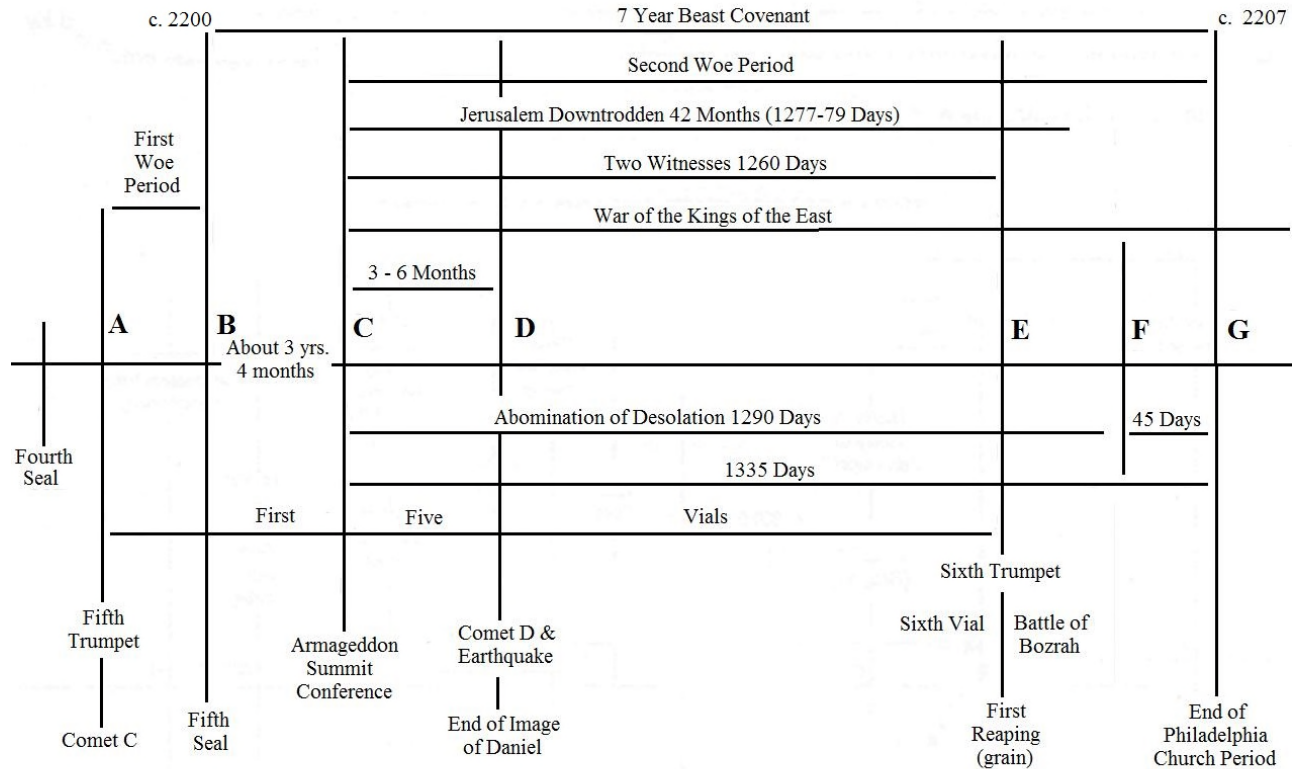 c. 2200
7 Year Beast Covenant
c. 2207
Second Woe Period
Jerusalem Downtrodden 42 Months (1277-79 Days)
First
Woe
Period
Two Witnesses 1260 Days
War of the Kings of the East
3 - 6 Months
A
B
C
D
E
F
G
About 3 yrs.
4 months
Abomination of Desolation 1290 Days
45 Days
Fourth
Seal
1335 Days
First
Five
Vials
Sixth Trumpet
Fifth
Trumpet
Sixth Vial
Battle of
Bozrah
Armageddon
Summit
Conference
Comet D &
Earthquake
Comet C
Fifth
Seal
End of Image
of Daniel
First
Reaping
(grain)
End of
Philadelphia
Church Period